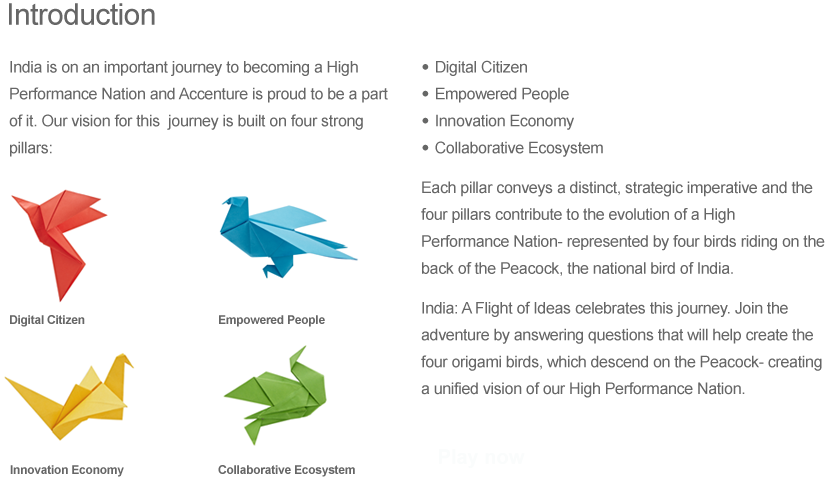 Introduction
India is on an important journey to becoming a High
Performance Nation and Accenture is proud to be a part
of it. Our vision for this journey is built on four strong
pillars:
Digital Citizen
Empowered People
Innovation Economy
Collaborative Ecosystem
• Digital Citizen
• Empowered People
• Innovation Economy
• Collaborative Ecosystem
Each pillar conveys a distinct, strategic imperative and the
four pillars contribute to the evolution of a High
Performance Nation- represented by four birds riding on the
back of the Peacock, the national bird of India.
India: A Flight of Ideas celebrates this journey. Join the
adventure by answering questions that will help create the
four origami birds, which descend on the Peacock- creating
a unified vision of our High Performance Nation.
Play now